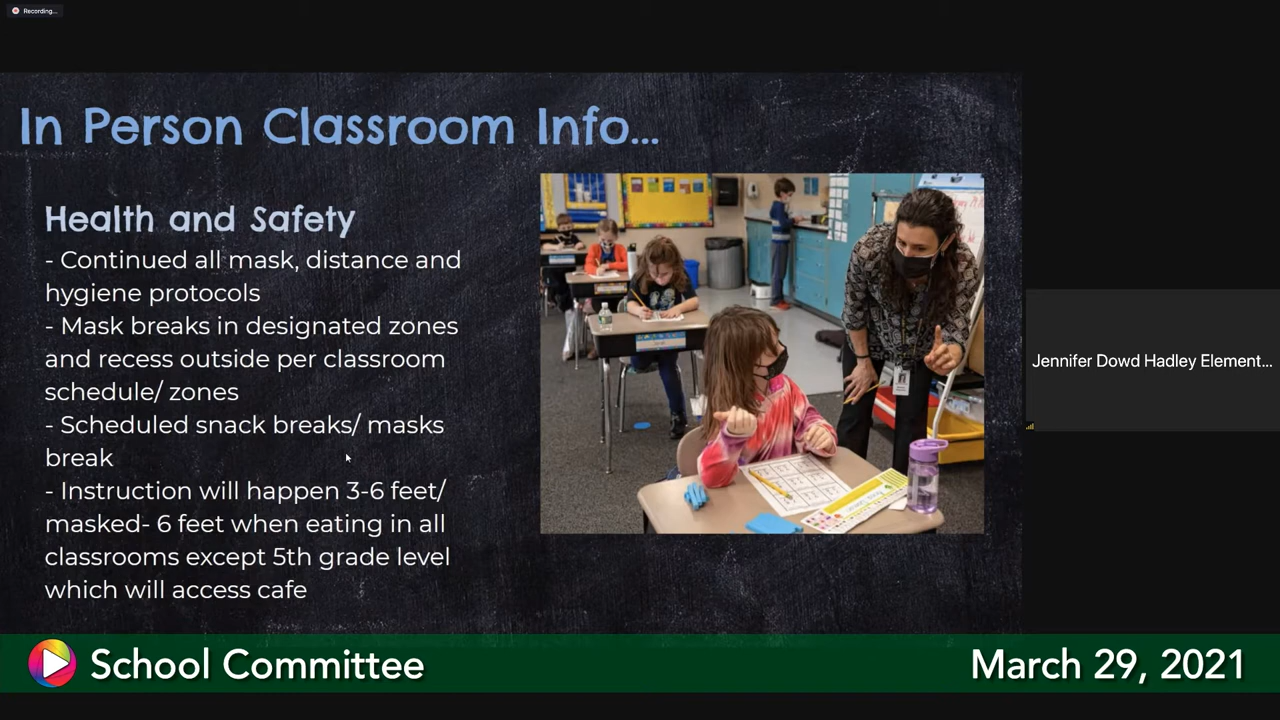 Recording...
In Person Classroom Info...
Health and Safety
- Continued all mask, distance and
hygiene protocols
- Mask breaks in designated zones
and recess outside per classroom
schedule/ zones
- Scheduled snack breaks/ masks
break
- Instruction will happen 3-6 feet/
masked- 6 feet when eating in all
classrooms except 5th grade level
which will access cafe
Jennifer Dowd Hadley Element...
School Committee
March 29, 2021